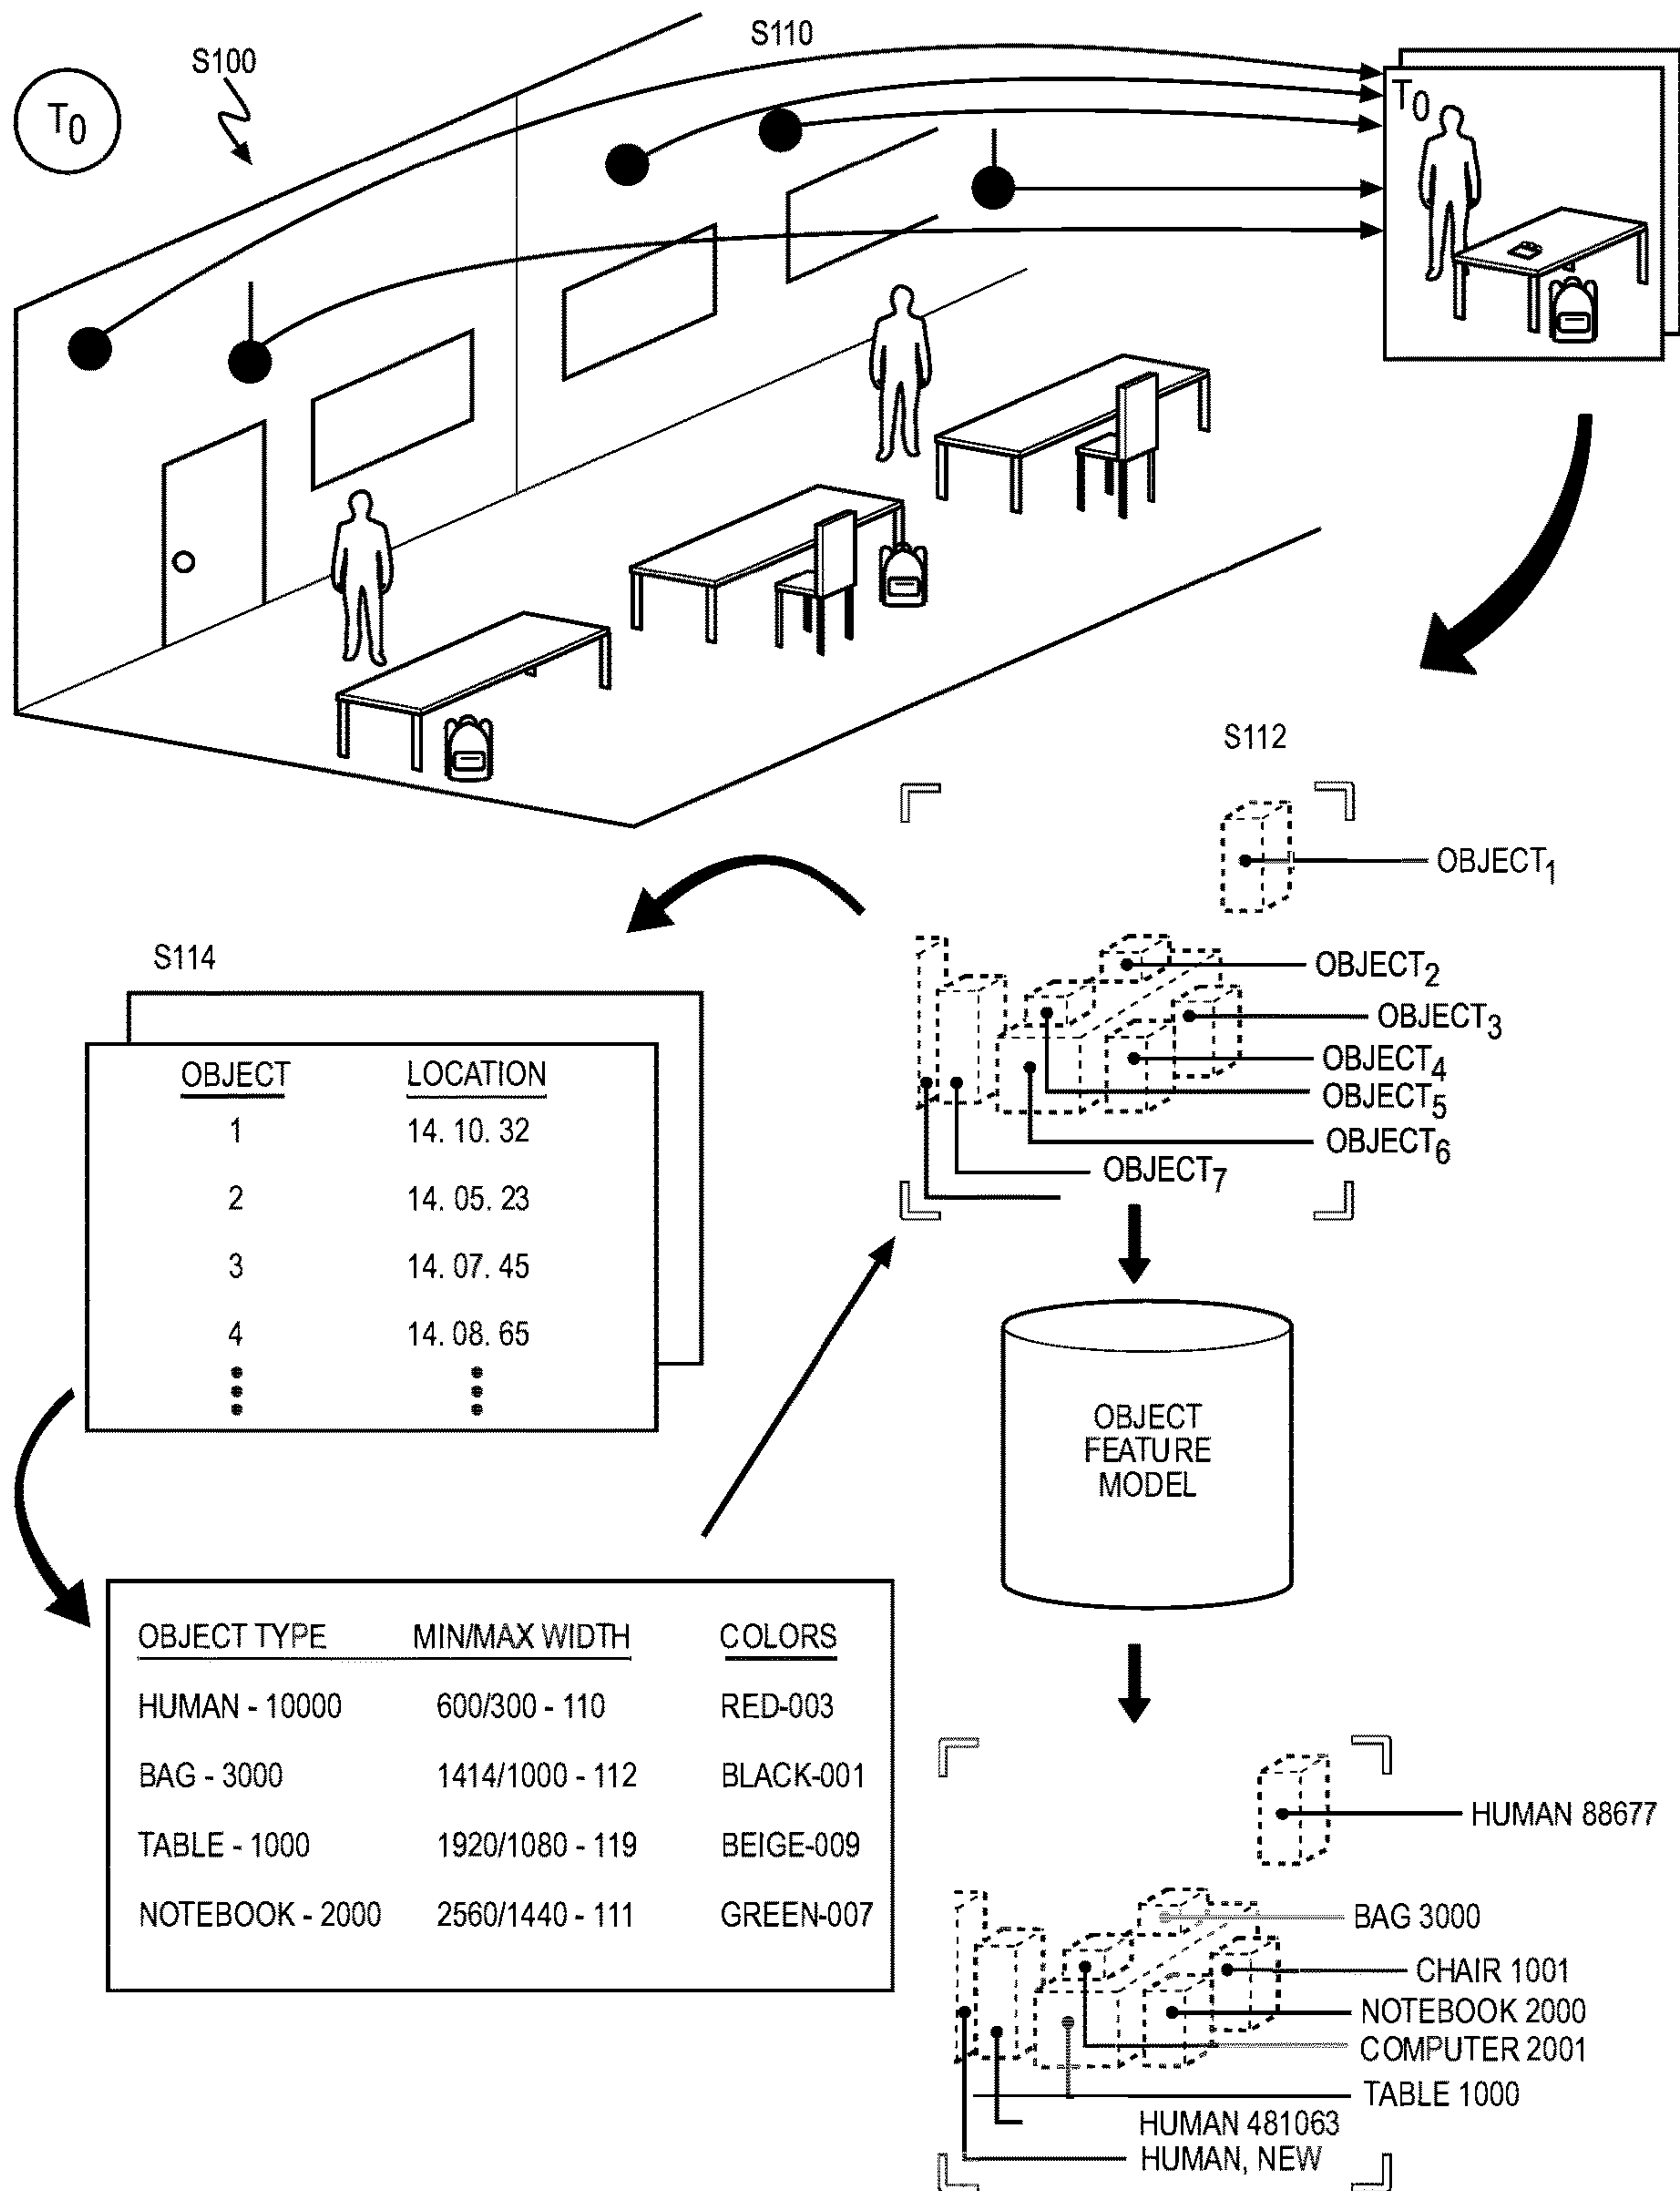 S110
S100
T0
T0
S112
OBJECT1
OBJECT2
OBJECT3
OBJECT4
OBJECT5
OBJECT6
OBJECT7
S114
OBJECT LOCATION
1 14. 10. 32
2 14. 05. 23
3 14. 07. 45
4 14. 08. 65
OBJECT
FEATURE
MODEL
OBJECT TYPE MIN/MAX WIDTH COLORS
HUMAN - 10000 600/300 - 110 RED-003
BAG - 3000 1414/1000 - 112 BLACK-001
TABLE - 1000 1920/1080 - 119 BEIGE-009
NOTEBOOK - 2000 2560/1440 - 111 GREEN-007
HUMAN 88677
BAG 3000
CHAIR 1001
NOTEBOOK 2000
COMPUTER 2001
TABLE 1000
HUMAN 481063
HUMAN, NEW